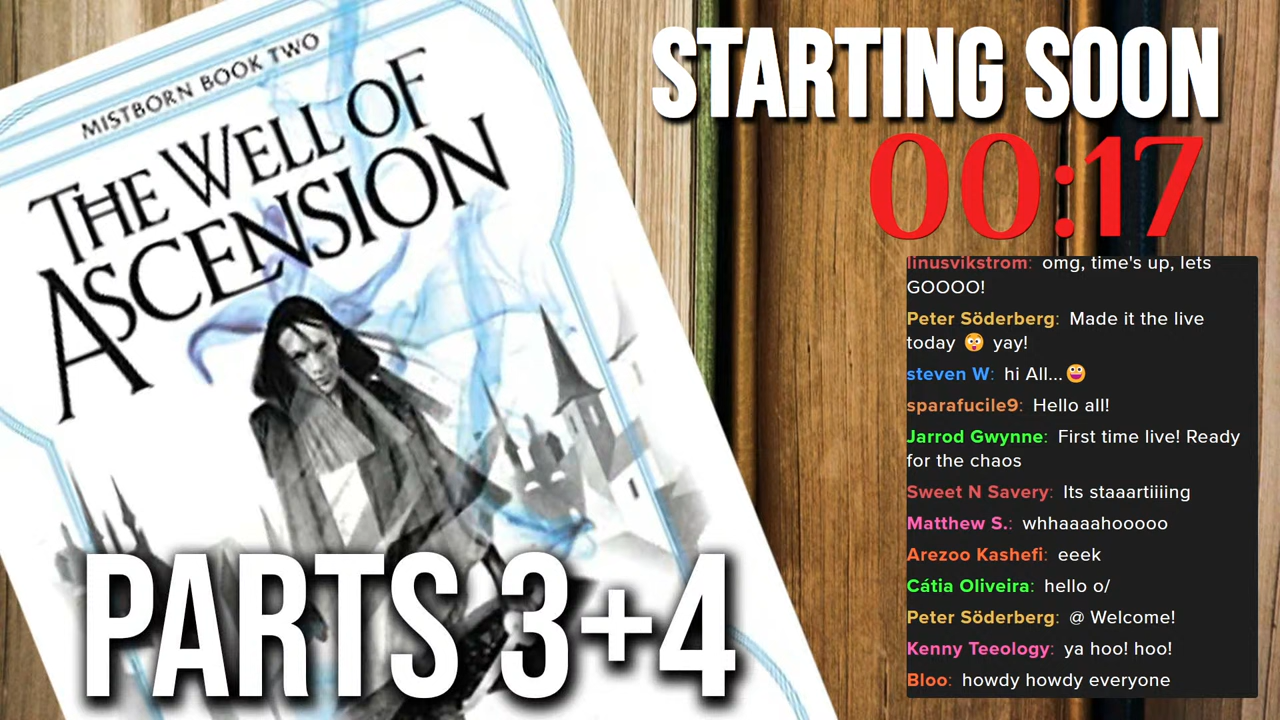 MISTBORN BOOK TWO
THE WELL OF
ASCENSION
PARTS 3+4
STARTING SOON
00:17
linusvikstrom: omg, time's up, lets
GOOOO!
Peter Söderberg: Made it the live
today 😳 yay!
steven W: hi All...😀
sparafucile9: Hello all!
Jarrod Gwynne: First time live! Ready
for the chaos
Sweet N Savery: Its staaartiiiing
Matthew S.: whhaaaahooooo
Arezoo Kashefi: eeek
Cátia Oliveira: hello o/
Peter Söderberg: @ Welcome!
Kenny Teeology: ya hoo! hoo!
Bloo: howdy howdy everyone